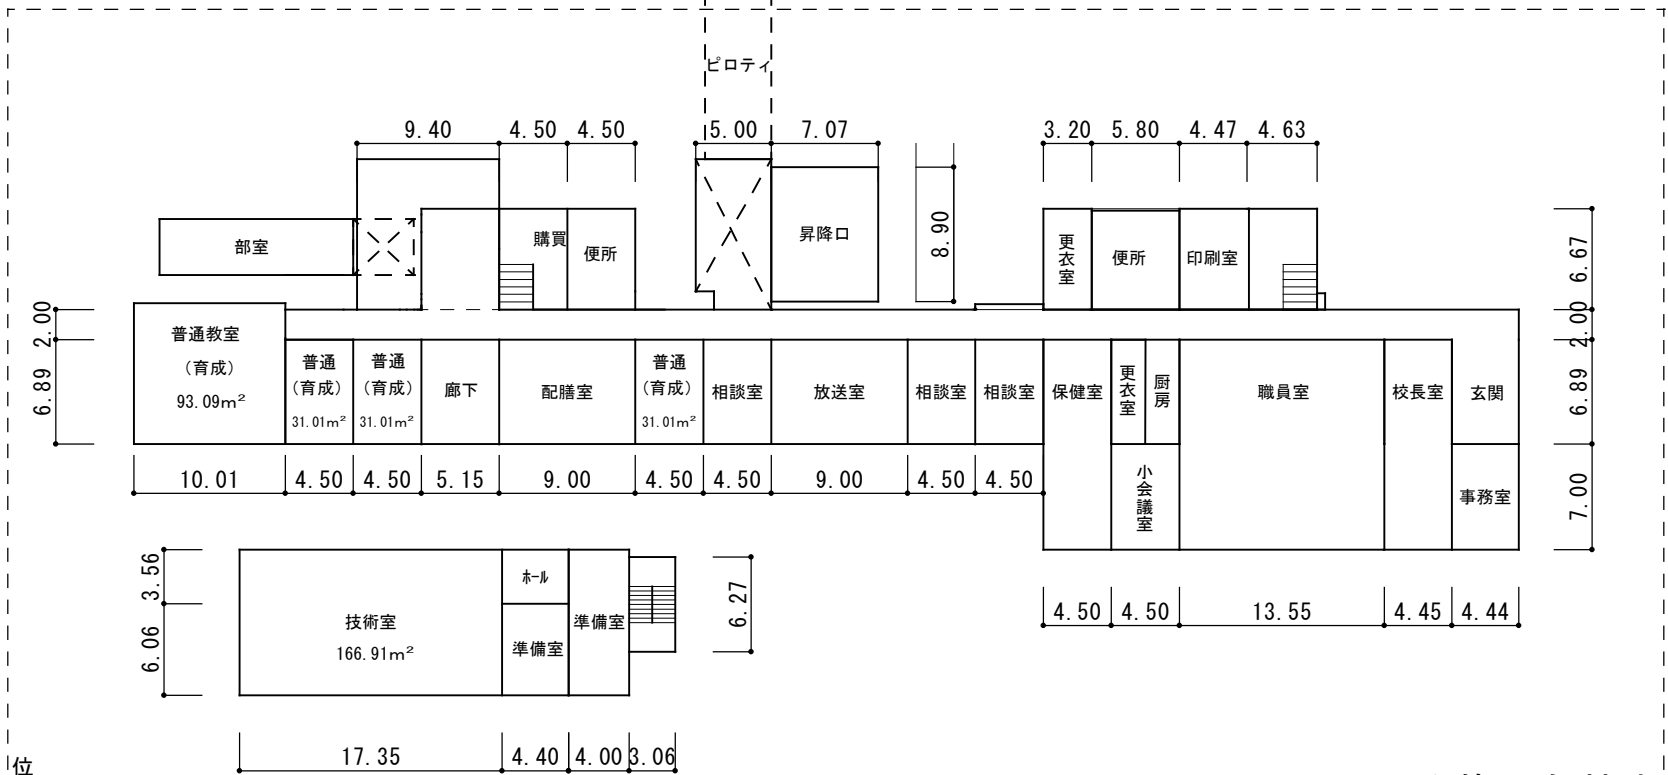 ピロティ
9.40
4.50
4.50
5.00
7.07
3.20
5.80
4.47
4.63
8.90
部室
購買
便所
昇降口
更衣室
便所
印刷室
6.67
2.00
6.89
2.00
6.89
7.00
普通教室
(育成)
93.09m²
普通
(育成)
31.01m²
普通
(育成)
31.01m²
廊下
配膳室
普通
(育成)
31.01m²
相談室
放送室
相談室
相談室
保健室
更衣室
厨房
職員室
校長室
玄関
小会議室
事務室
10.01
4.50
4.50
5.15
9.00
4.50
4.50
9.00
4.50
4.50
3.56
6.06
技術室
166.91m²
ホール
準備室
準備室
6.27
4.50
4.50
13.55
4.45
4.44
17.35
4.40
4.00
3.06
位